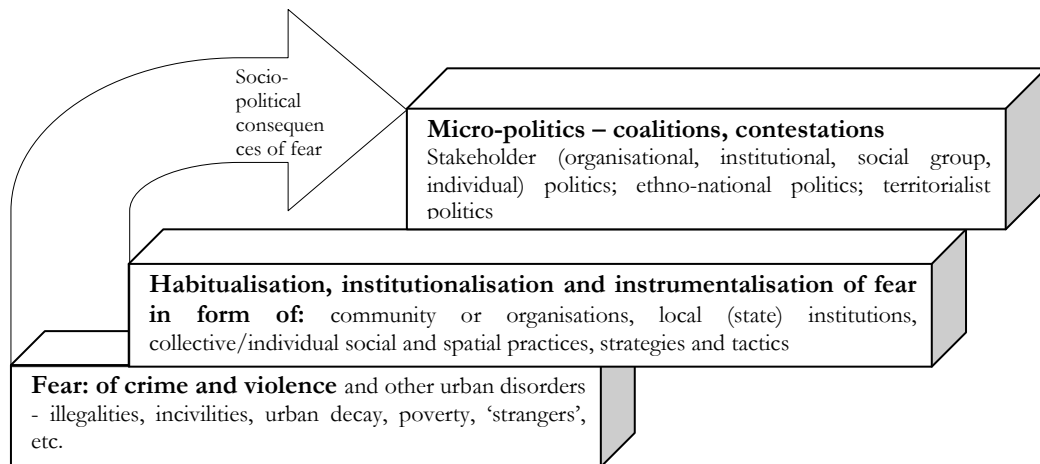 Socio-
political
consequen
ces of fear
Micro-politics – coalitions, contestations
Stakeholder (organisational, institutional, social group,
individual) politics; ethno-national politics; territorialist
politics
Habitualisation, institutionalisation and instrumentalisation of fear
in form of: community or organisations, local (state) institutions,
collective/individual social and spatial practices, strategies and tactics
Fear: of crime and violence and other urban disorders
- illegalities, incivilities, urban decay, poverty, ‘strangers’,
etc.